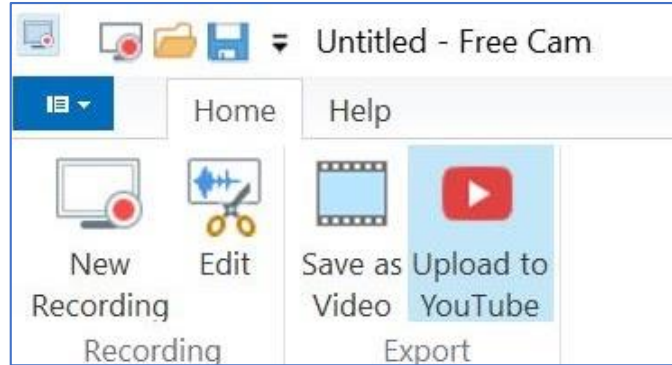 Untitled - Free Cam
Home Help
New Edit Save as Upload to
Recording Video YouTube
Recording Export